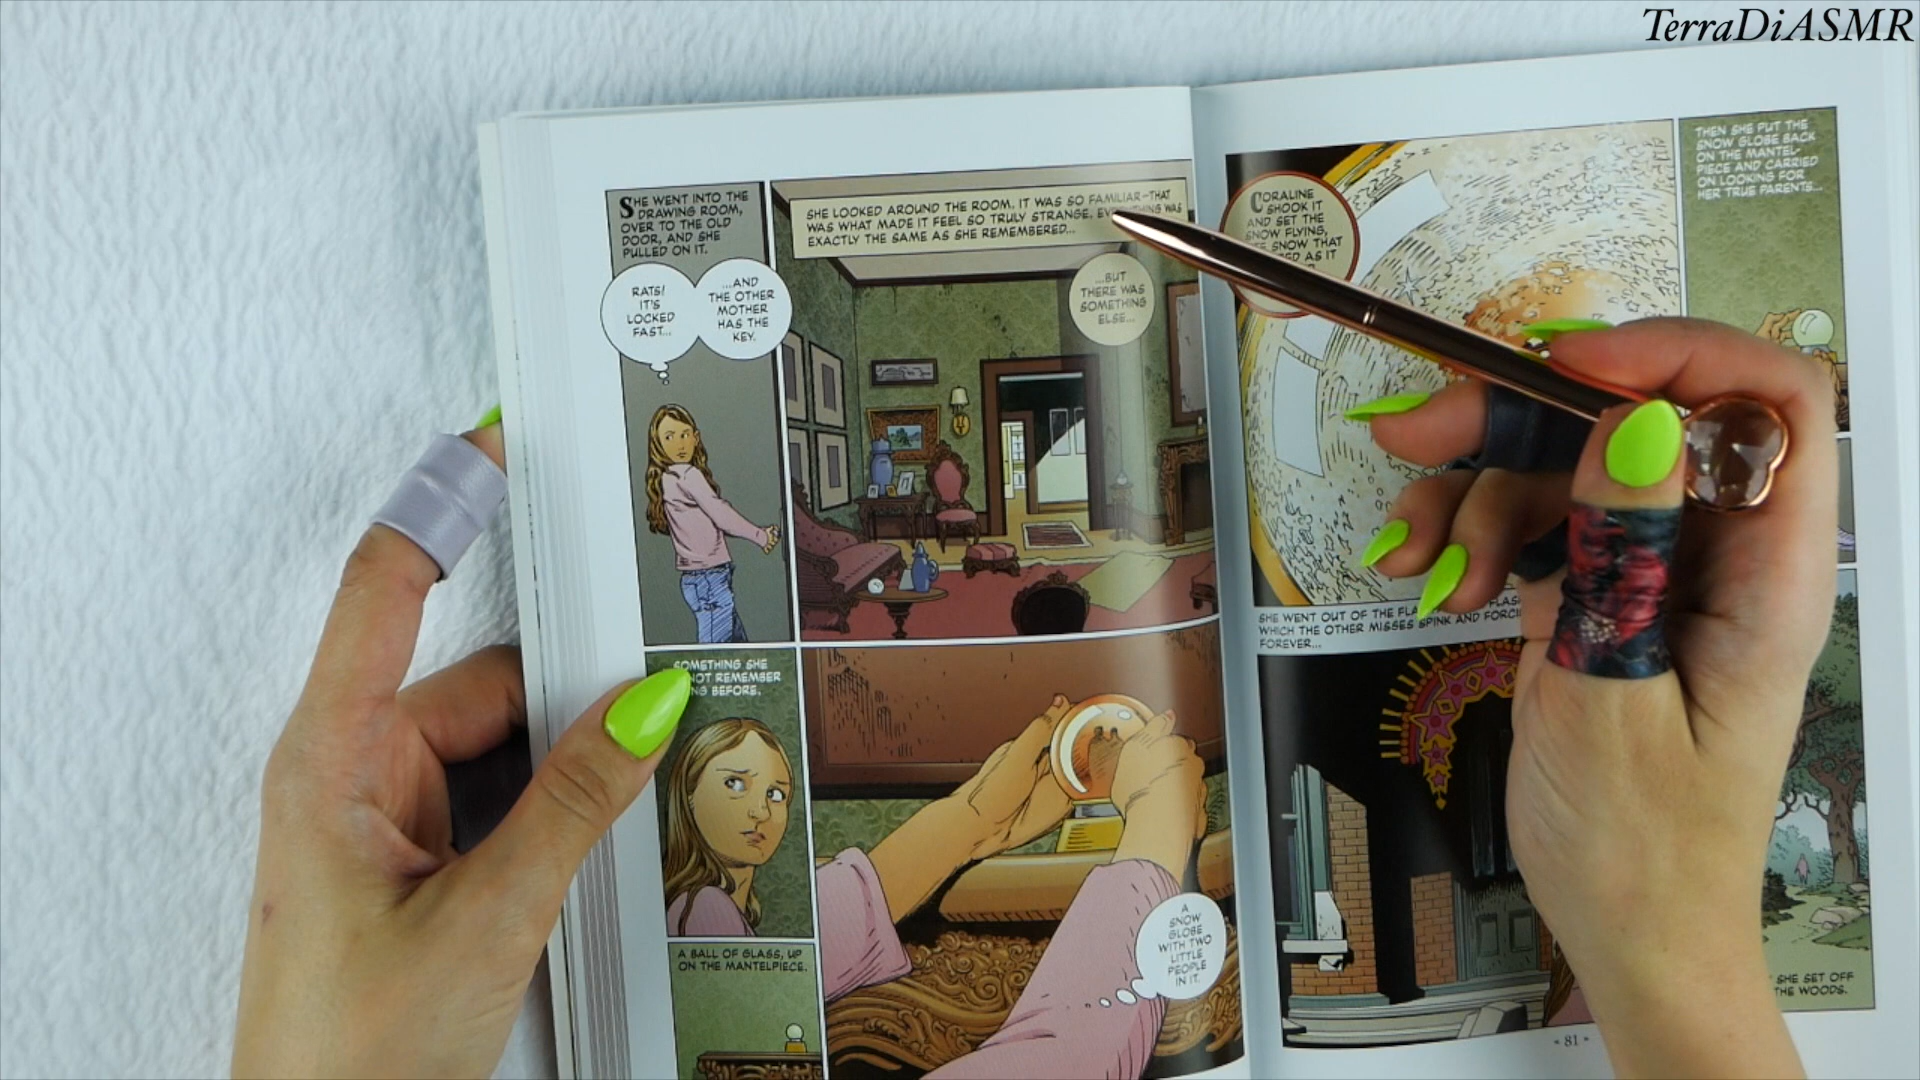 TerraDiASMR
SHE WENT INTO THE
DRAWING ROOM,
OVER TO THE OLD
DOOR, AND SHE
PULLED ON IT.
RATS!
IT'S
LOCKED
FAST...
...AND
THE OTHER
MOTHER
HAS THE
KEY.
SHE LOOKED AROUND THE ROOM. IT WAS SO FAMILIAR—THAT
WAS WHAT MADE IT FEEL SO TRULY STRANGE. EVERYTHING WAS
EXACTLY THE SAME AS SHE REMEMBERED...
...BUT
THERE WAS
SOMETHING
ELSE...
SOMETHING SHE
NOT REMEMBER
BEFORE.
A BALL OF GLASS, UP
ON THE MANTELPIECE.
A
SNOW
GLOBE
WITH TWO
LITTLE
PEOPLE
IN IT.
CORALINE
SHOOK IT
AND SET THE
SNOW FLYING,
SNOW THAT
AS IT
THEN SHE PUT THE
SNOW GLOBE BACK
ON THE MANTEL-
PIECE AND CARRIED
ON LOOKING FOR
HER TRUE PARENTS...
SHE WENT OUT OF THE
WHICH THE OTHER MISSES SPINK AND
FOREVER...
SHE SET OFF
THE WOODS.
- 81 -